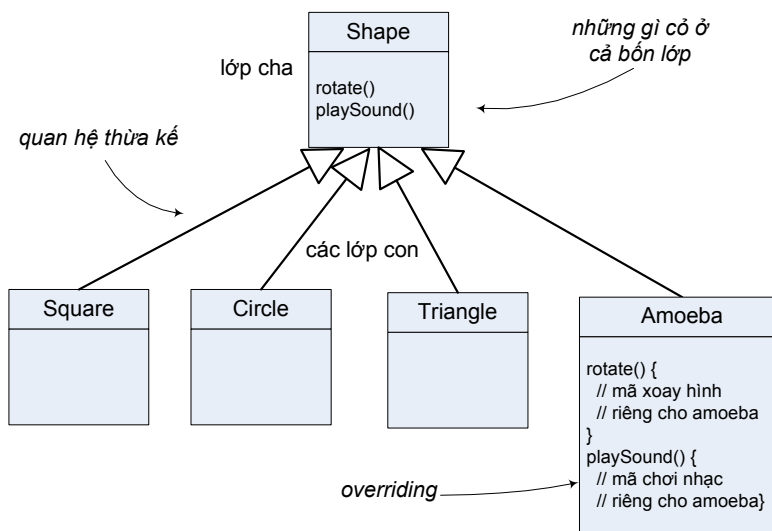 Shape
lớp cha
rotate()
playSound()
những gì cỏ ở
cả bốn lớp
quan hệ thừa kế
các lớp con
Square
Circle
Triangle
Amoeba
rotate() {
// mã xoay hình
// riêng cho amoeba
}
playSound() {
// mã chơi nhạc
// riêng cho amoeba}
overriding